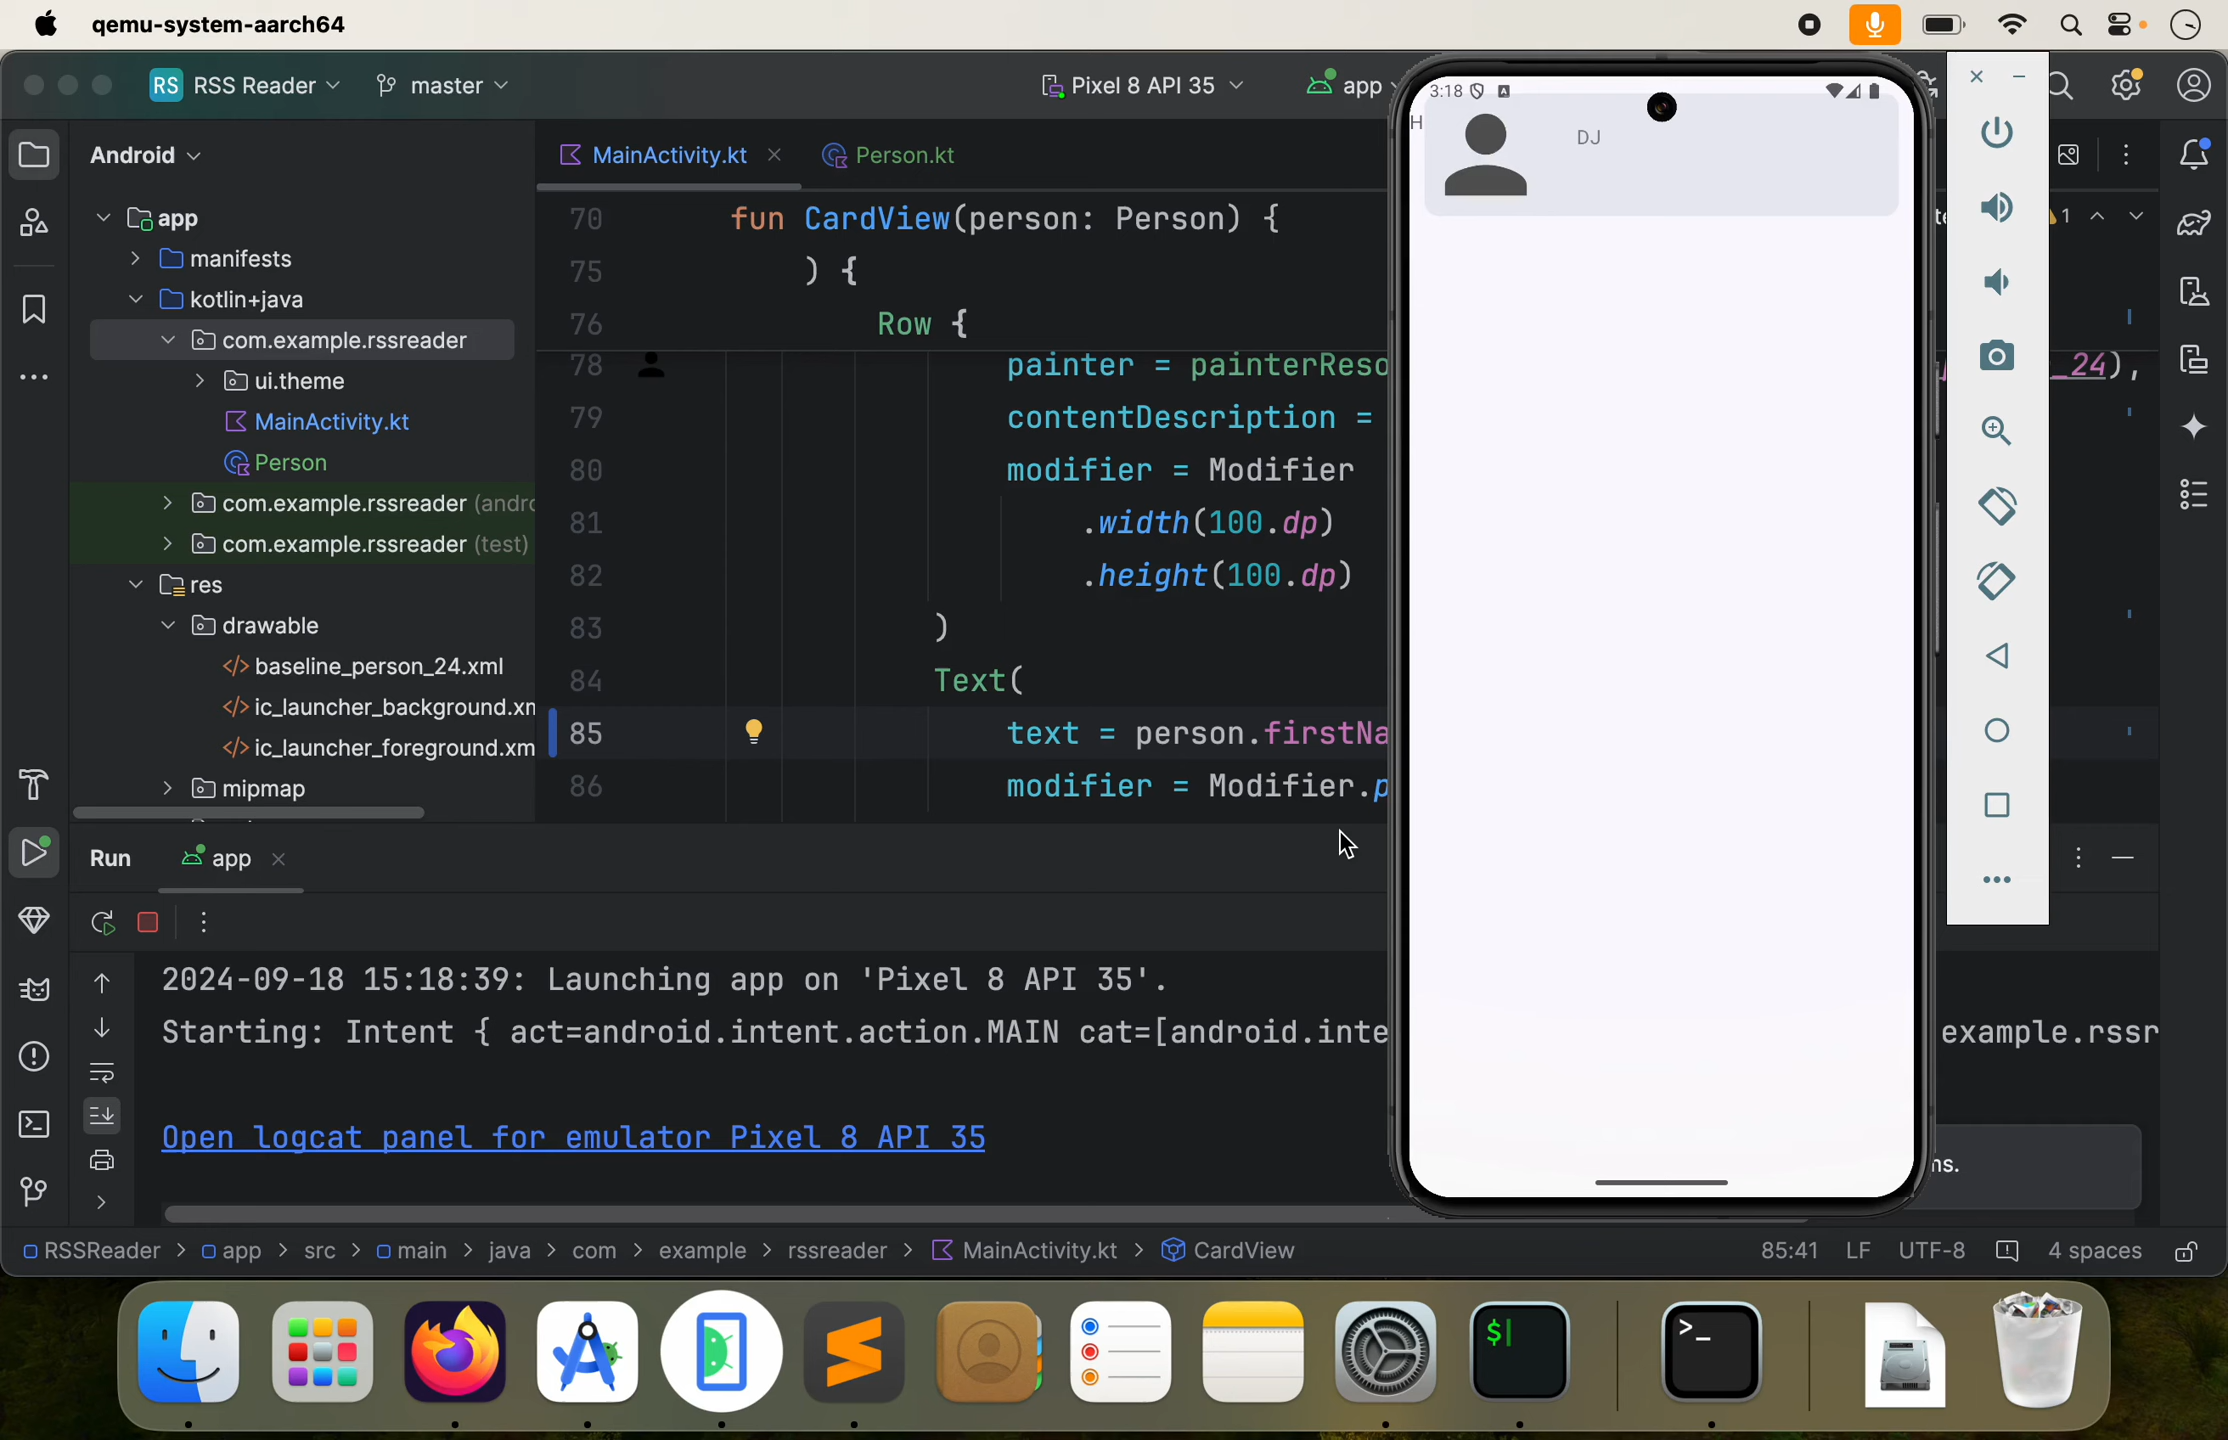 qemu-system-aarch64
RS RSS Reader master Pixel 8 API 35 app
Android
MainActivity.kt
Person.kt
app
manifests
kotlin+java
com.example.rssreader
ui.theme
MainActivity.kt
Person
com.example.rssreader (andro
com.example.rssreader (test)
res
drawable
baseline_person_24.xml
ic_launcher_background.xm
ic_launcher_foreground.xm
mipmap
1
70 fun CardView(person: Person) {
75 ) {
76 Row {
78 painter = painterReso
_24),
79 contentDescription =
80 modifier = Modifier
81 .width(100.dp)
82 .height(100.dp)
83 )
84 Text(
85 text = person.firstNa
86 modifier = Modifier.p
3:18
H
DJ
Run app
2024-09-18 15:18:39: Launching app on 'Pixel 8 API 35'.
Starting: Intent { act=android.intent.action.MAIN cat=[android.inte
example.rssr
Open logcat panel for emulator Pixel 8 API 35
ns.
RSSReader > app > src > main > java > com > example > rssreader > MainActivity.kt > CardView
85:41 LF UTF-8 4 spaces